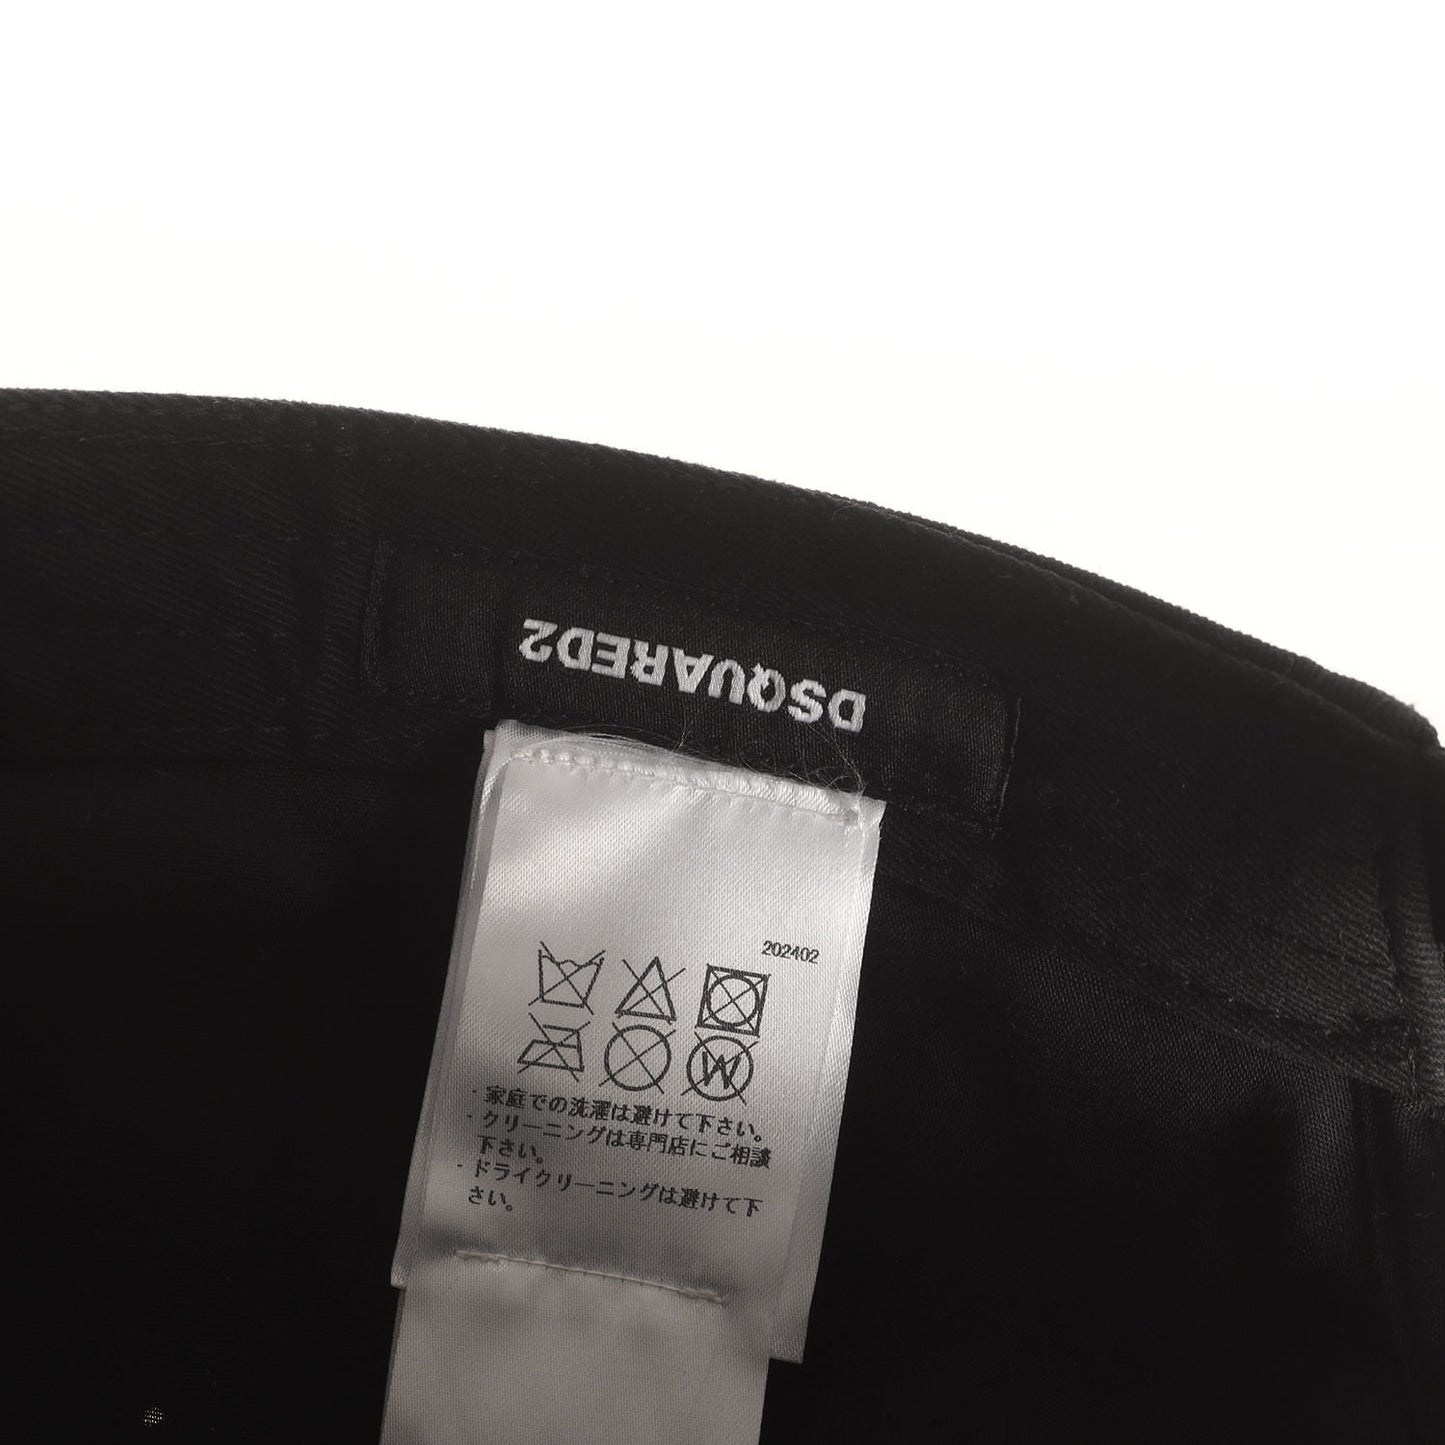 DSQUARED2
202402
W
・家庭での洗濯は避けて下さい。
・クリーニングは専門店にご相談
下さい。
・ドライクリーニングは避けて下
さい。